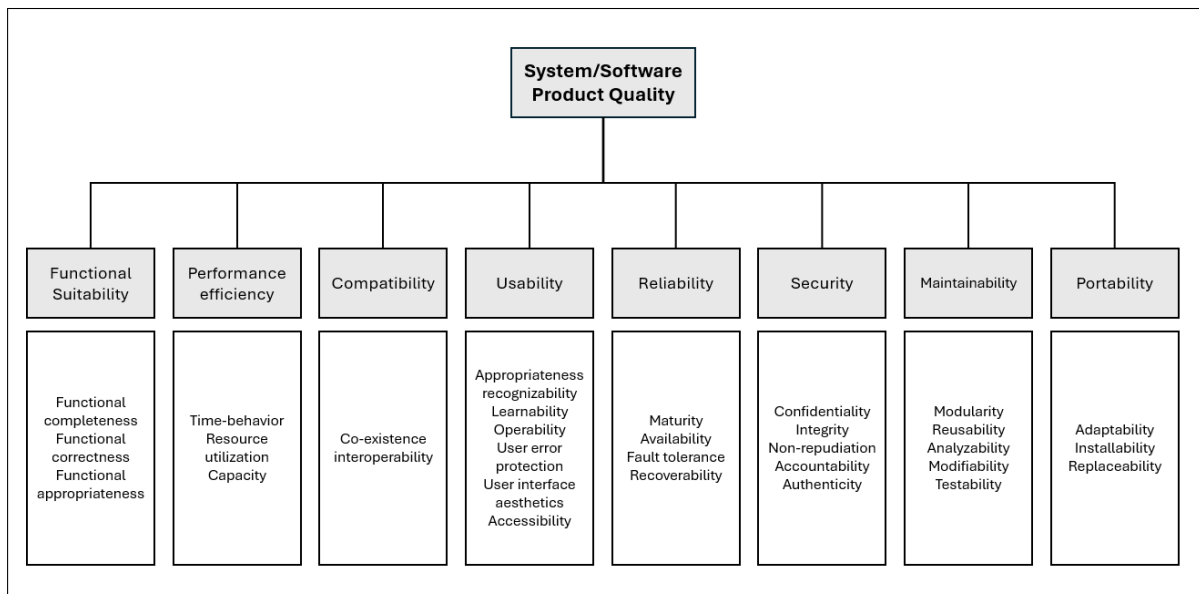 System/Software
Product Quality
Functional
Suitability
Performance
efficiency
Compatibility
Usability
Reliability
Security
Maintainability
Portability
Functional
completeness
Functional
correctness
Functional
appropriateness
Time-behavior
Resource
utilization
Capacity
Co-existence
interoperability
Appropriateness
recognizability
Learnability
Operability
User error
protection
User interface
aesthetics
Accessibility
Maturity
Availability
Fault tolerance
Recoverability
Confidentiality
Integrity
Non-repudiation
Accountability
Authenticity
Modularity
Reusability
Analyzability
Modifiability
Testability
Adaptability
Installability
Replaceability